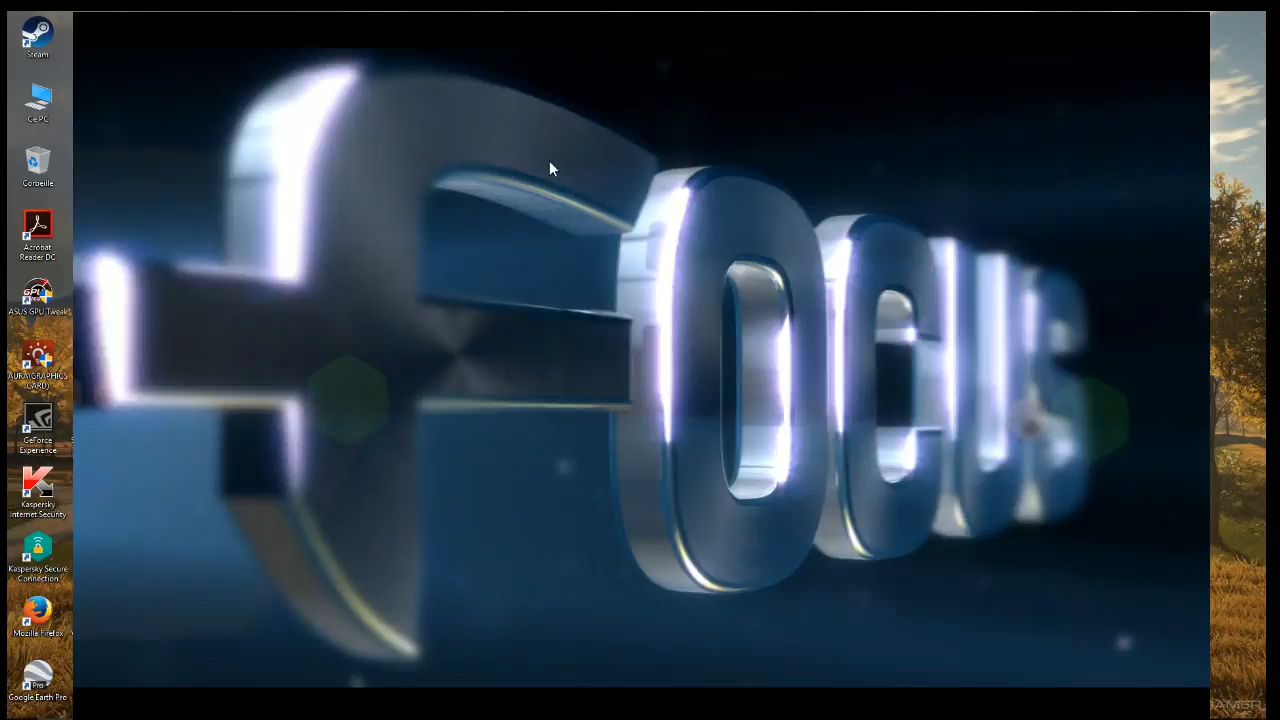 Steam
Ce PC
Corbeille
Acrobat
Reader DC
ASUS GPU Tweak
AURA(GRAPHICS
CARD)
GeForce
Experience
Kaspersky
Internet Security
Kaspersky Secure
Connection
Mozilla Firefox
Pro
Google Earth Pro
FOCUS